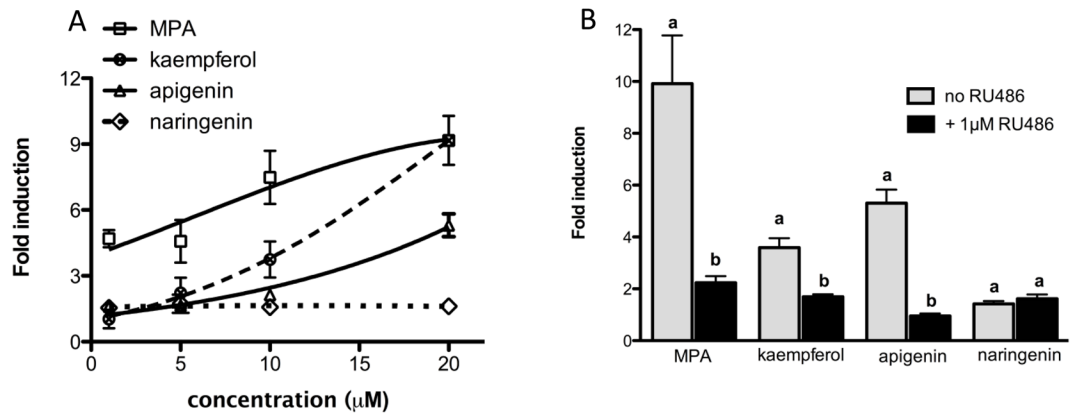 A
MPA
kaempferol
apigenin
naringenin
12
9
6
3
0
Fold induction
0 5 10 15 20
concentration (µM)
B
12
10
8
6
4
2
0
Fold induction
no RU486
+ 1µM RU486
a
b
a
b
a
b
a
a
MPA kaempferol apigenin naringenin